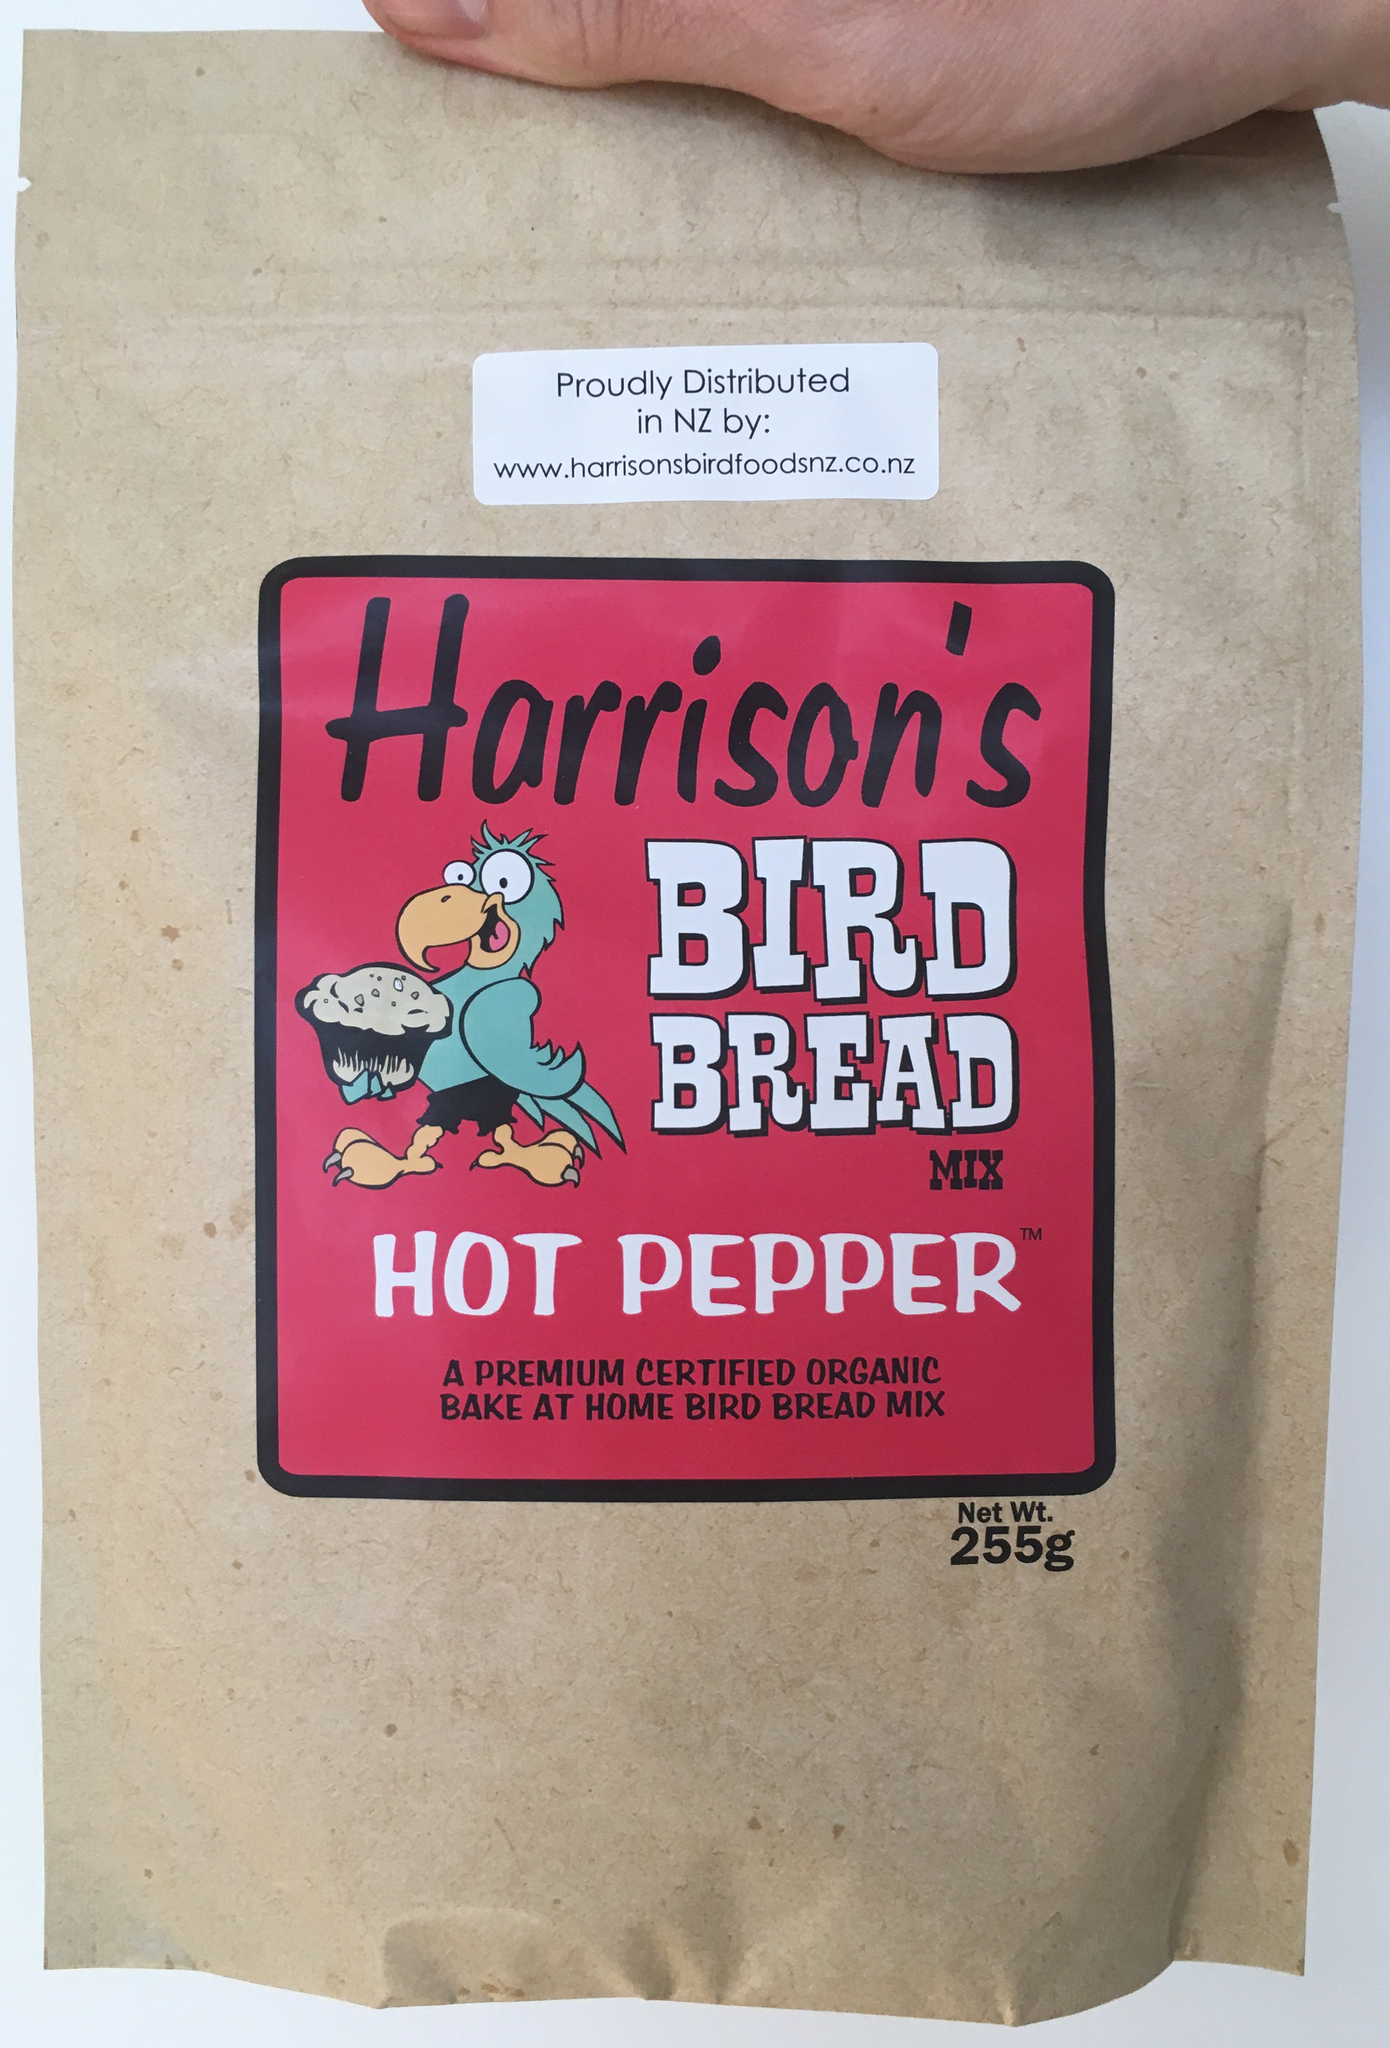 Proudly Distributed
in NZ by:
www.harrisonsbirdfoodsnz.co.nz
Harrison's
BIRD
BREAD
MIX
HOT PEPPER™
A PREMIUM CERTIFIED ORGANIC
BAKE AT HOME BIRD BREAD MIX
Net Wt.
255g